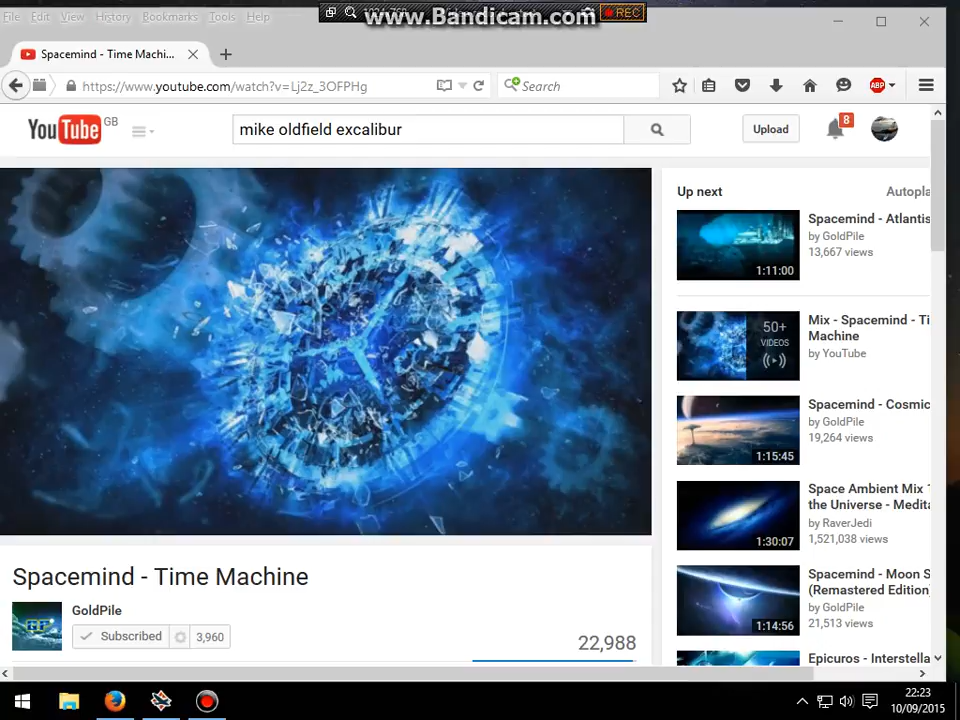 File Edit View History Bookmarks Tools Help
www.Bandicam.com
REC
Spacemind - Time Machi...
https://www.youtube.com/watch?v=Lj2z_3OFPHg
Search
ABP
YouTube GB
mike oldfield excalibur
Upload
8
Up next
Autopla
Spacemind - Atlantis
by GoldPile
13,667 views
1:11:00
50+
VIDEOS
Mix - Spacemind - Ti
Machine
by YouTube
Spacemind - Cosmic
by GoldPile
19,264 views
1:15:45
Space Ambient Mix
the Universe - Medita
by RaverJedi
1,521,038 views
1:30:07
Spacemind - Moon S
(Remastered Edition)
by GoldPile
21,513 views
1:14:56
Epicuros - Interstella
Spacemind - Time Machine
GP
GoldPile
Subscribed 3,960
22,988
22:23
10/09/2015